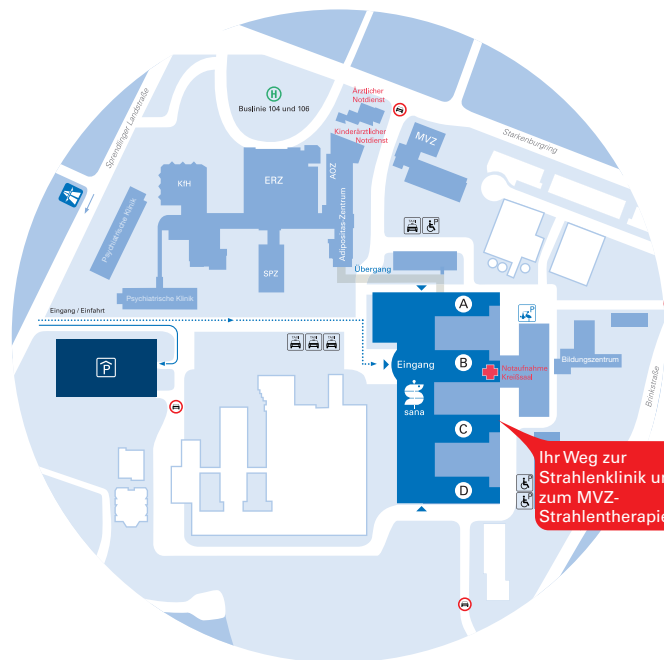 H
Buslinie 104 und 106
Ärztlicher
Notdienst
Kinderärztlicher
Notdienst
Starkenburgring
Sprendlinger Landstraße
MVZ
KfH
ERZ
AOZ
Adipositas-Zentrum
Psychiatrische Klinik
SPZ
Übergang
Psychiatrische Klinik
Eingang / Einfahrt
A
P
Eingang
B
Notaufnahme
Kreißsaal
Bildungszentrum
sana
P
Brinkstraße
C
D
P
P
Ihr Weg zur
Strahlenklinik
zum MVZ-
Strahlentherapie